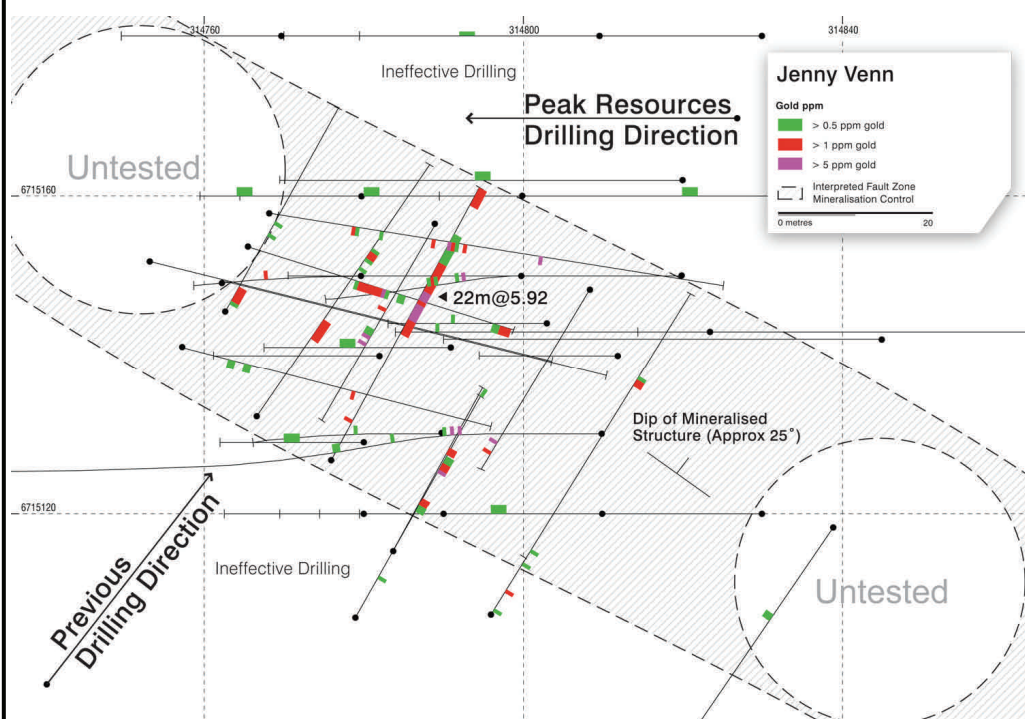 314760
314800
314840
Ineffective Drilling
Peak Resources
Drilling Direction
Jenny Venn
Gold ppm
> 0.5 ppm gold
> 1 ppm gold
> 5 ppm gold
Interpreted Fault Zone
Mineralisation Control
0 metres 20
Untested
6715160
22m@5.92
Dip of Mineralised
Structure (Approx 25°)
6715120
Previous
Drilling Direction
Ineffective Drilling
Untested